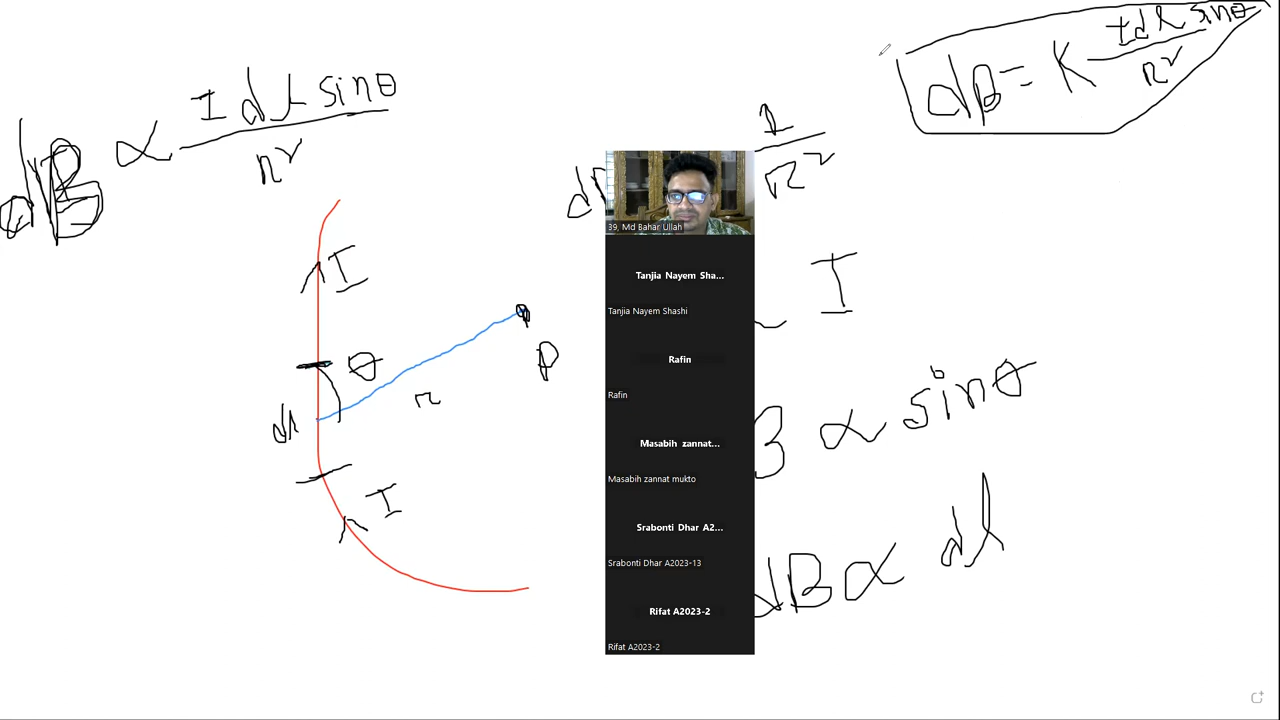 dB ∝ I dl sinθ / r²
dB = K I dl sinθ / r²
1 / r²
I
I
θ
r
P
dl
I
∝ sinθ
dB ∝ dl
39, Md Bahar Ullah
Tanjia Nayem Sha...
Tanjia Nayem Shashi
Rafin
Rafin
Masabih zannat...
Masabih zannat mukto
Srabonti Dhar A2...
Srabonti Dhar A2023-13
Rifat A2023-2
Rifat A2023-2